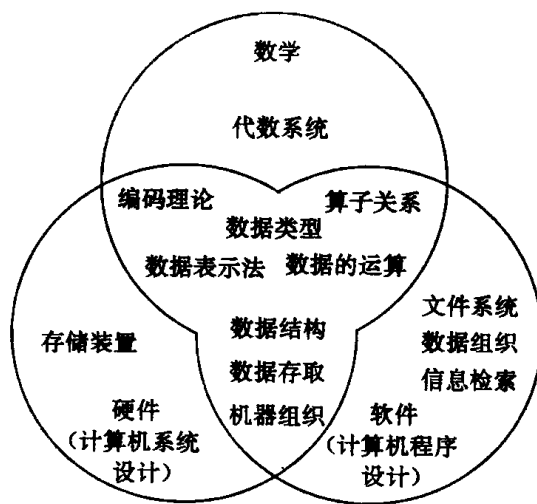 数学
代数系统
编码理论
算子关系
数据类型
数据表示法
数据的运算
文件系统
数据结构
存储装置
数据组织
数据存取
信息检索
硬件
机器组织
软件
（计算机系统
（计算机程序
设计）
设计）